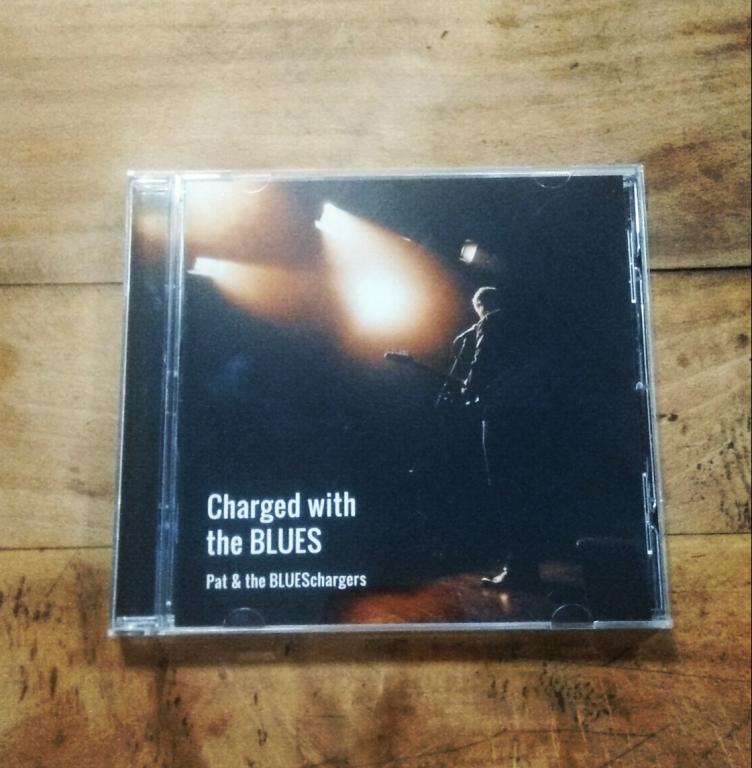 Charged with
the BLUES
Pat & the BLUESchargers